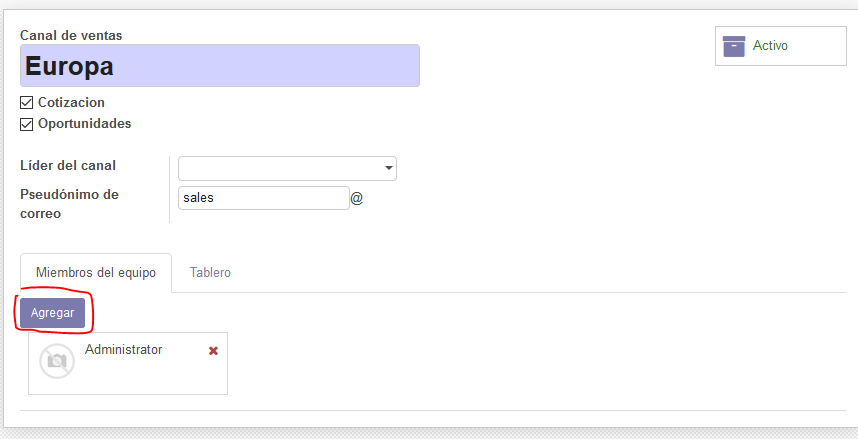 Canal de ventas
Europa
Activo
Cotizacion
Oportunidades
Líder del canal
Pseudónimo de
correo
sales @
Miembros del equipo
Tablero
Agregar
Administrator